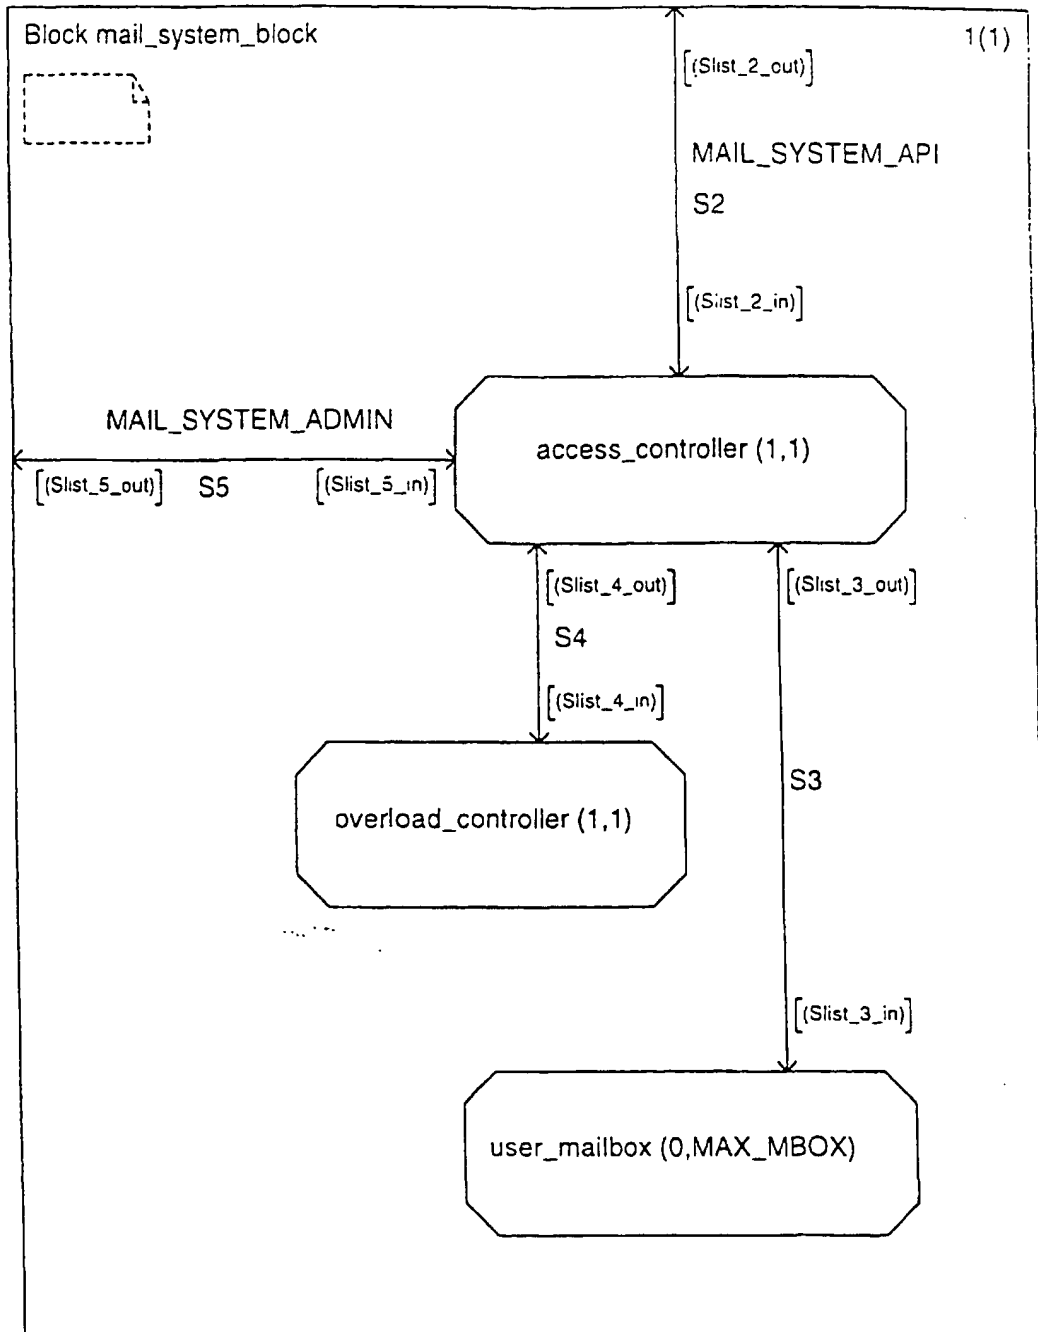 Block mail_system_block
1(1)
[(Slist_2_out)]
MAIL_SYSTEM_API
S2
[(Slist_2_in)]
MAIL_SYSTEM_ADMIN
access_controller (1,1)
[(Slist_5_out)] S5 [(Slist_5_in)]
[(Slist_4_out)] [(Slist_3_out)]
S4
[(Slist_4_in)]
S3
overload_controller (1,1)
[(Slist_3_in)]
user_mailbox (0,MAX_MBOX)